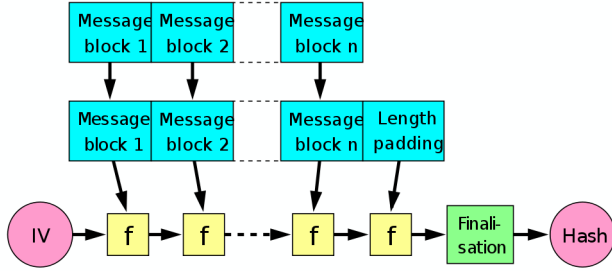 Message Message Message
block 1 block 2 block n
Message Message Message Length
block 1 block 2 block n padding
IV f f f f Finali- Hash
sation